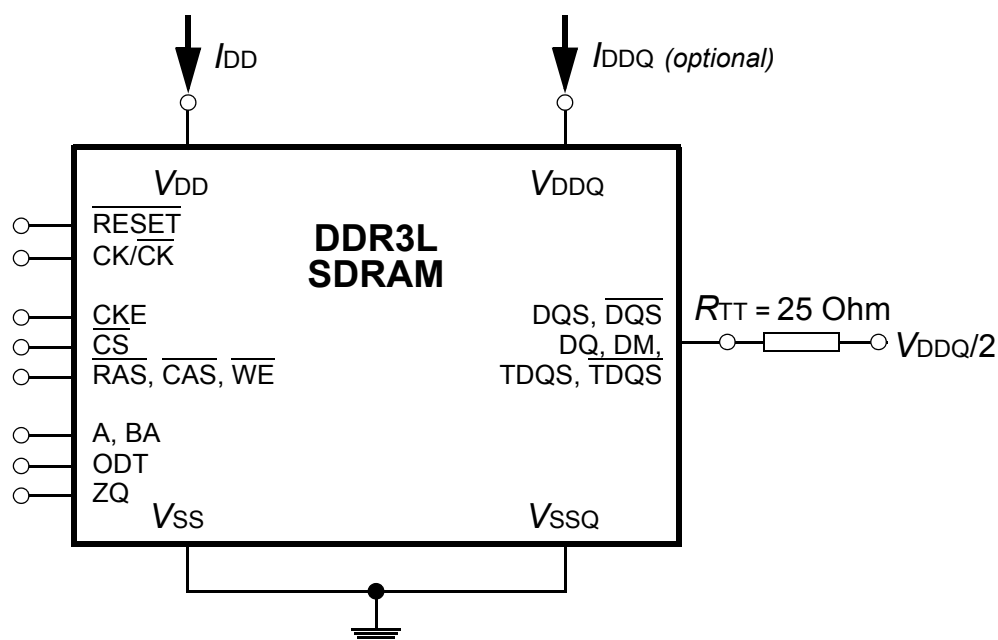 IDD
IDDQ (optional)
VDD
VDDQ
RESET
CK/CK
DDR3L
SDRAM
CKE
CS
RAS, CAS, WE
DQS, DQS
DQ, DM,
TDQS, TDQS
RTT = 25 Ohm
VDDQ/2
A, BA
ODT
ZQ
VSS
VSSQ